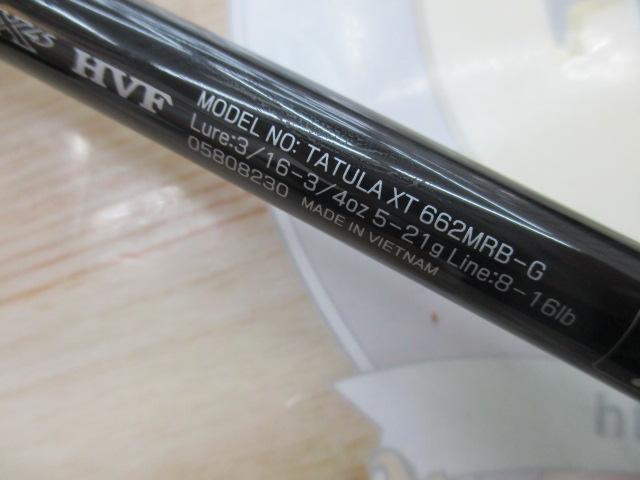 X45 HVF
MODEL NO: TATULA XT 662MRB-G
Lure:3/16-3/4oz 5-21g Line:8-16lb
05808230 MADE IN VIETNAM